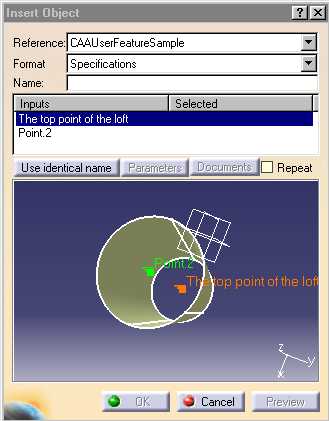 Insert Object
Reference: CAAUserFeatureSample
Format Specifications
Name:
Inputs Selected
The top point of the loft
Point.2
Use identical name Parameters Documents Repeat
Point.2
The top point of the loft
z
y
x
OK Cancel Preview